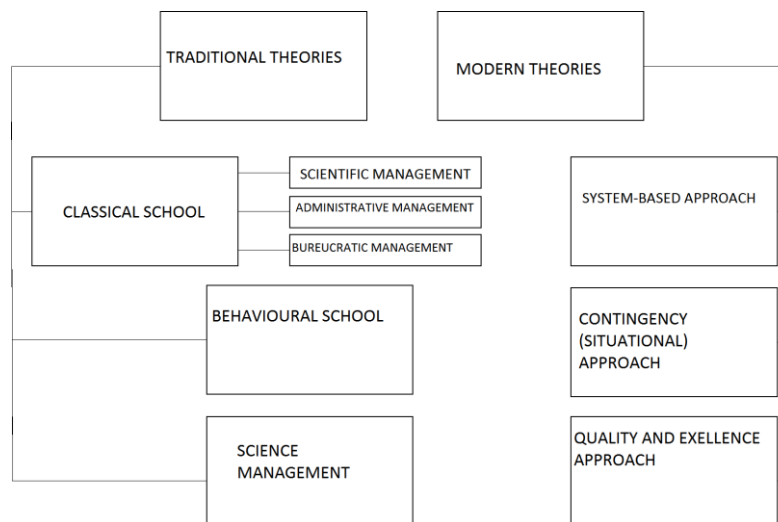 TRADITIONAL THEORIES
MODERN THEORIES
CLASSICAL SCHOOL
SCIENTIFIC MANAGEMENT
ADMINISTRATIVE MANAGEMENT
BUREUCRATIC MANAGEMENT
SYSTEM-BASED APPROACH
BEHAVIOURAL SCHOOL
CONTINGENCY
(SITUATIONAL)
APPROACH
SCIENCE
MANAGEMENT
QUALITY AND EXELLENCE
APPROACH